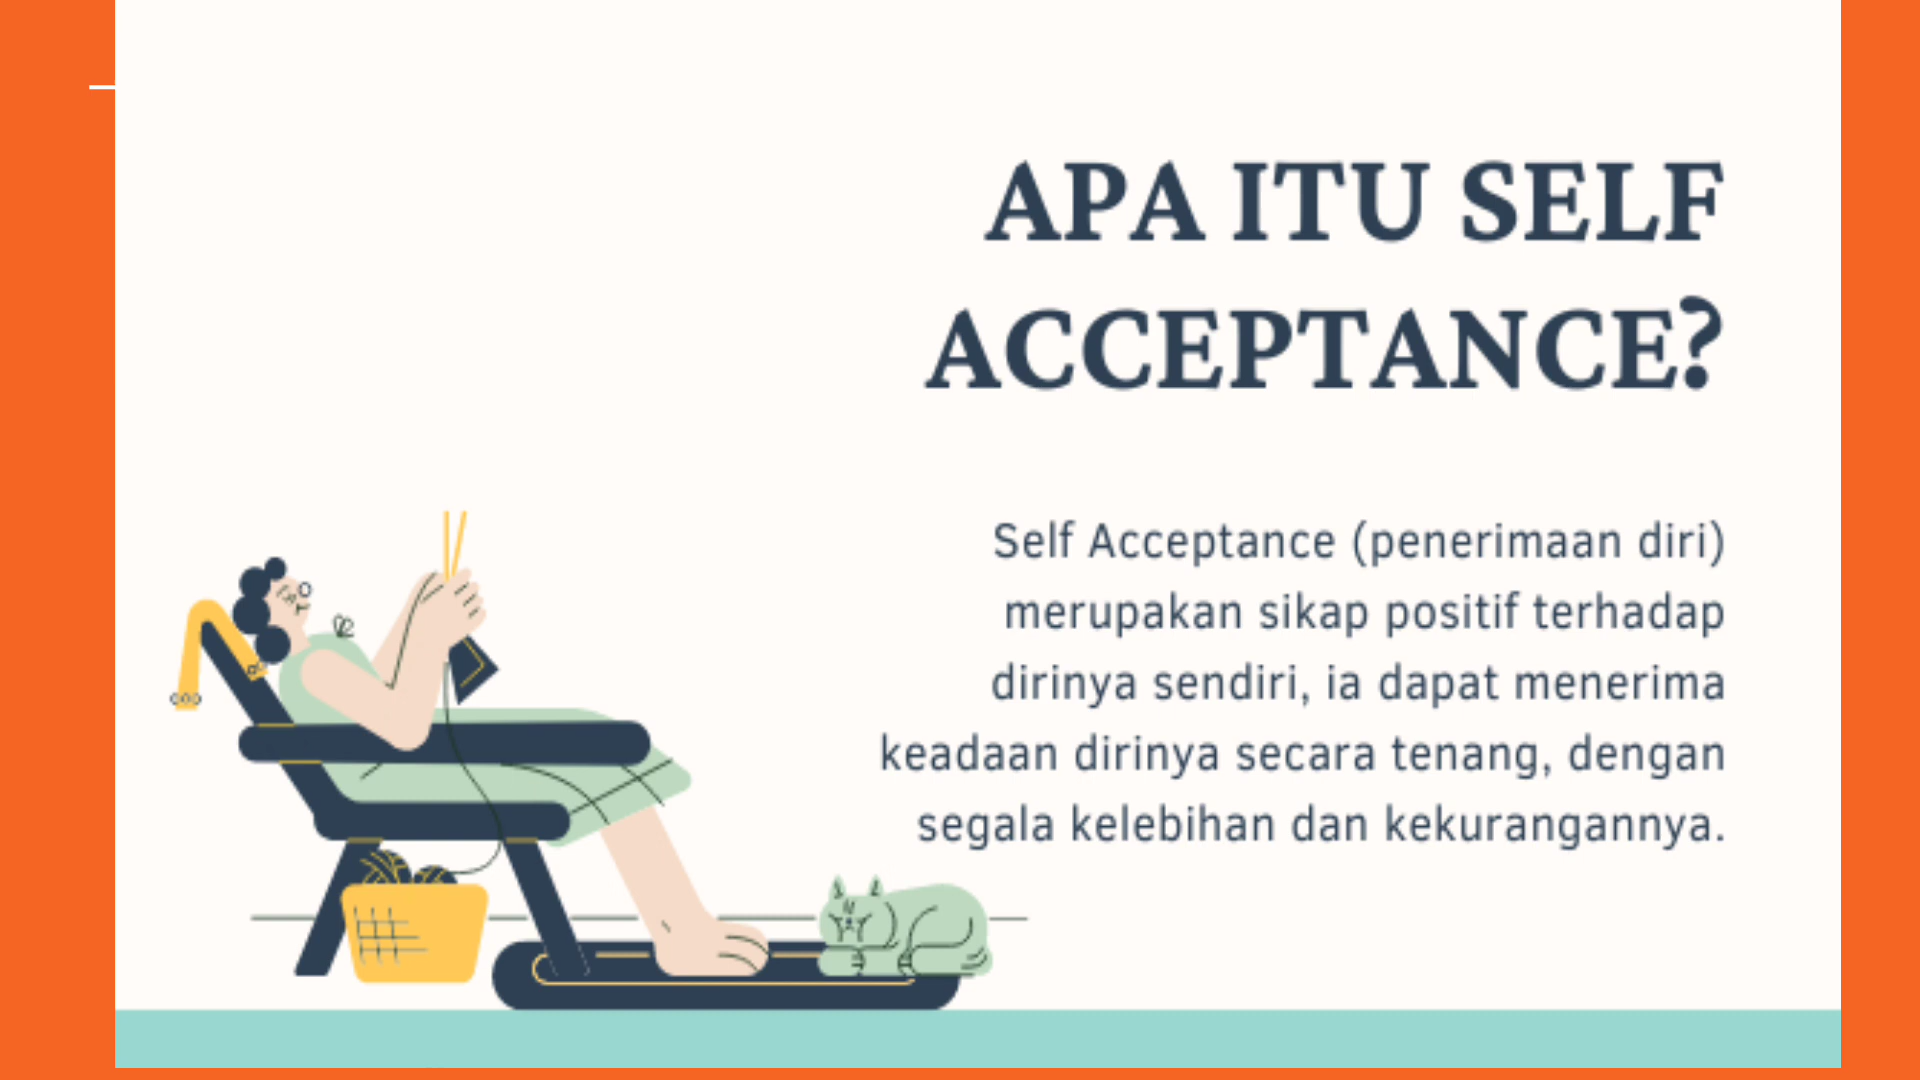 APA ITU SELF
ACCEPTANCE?
Self Acceptance (penerimaan diri)
merupakan sikap positif terhadap
dirinya sendiri, ia dapat menerima
keadaan dirinya secara tenang, dengan
segala kelebihan dan kekurangannya.